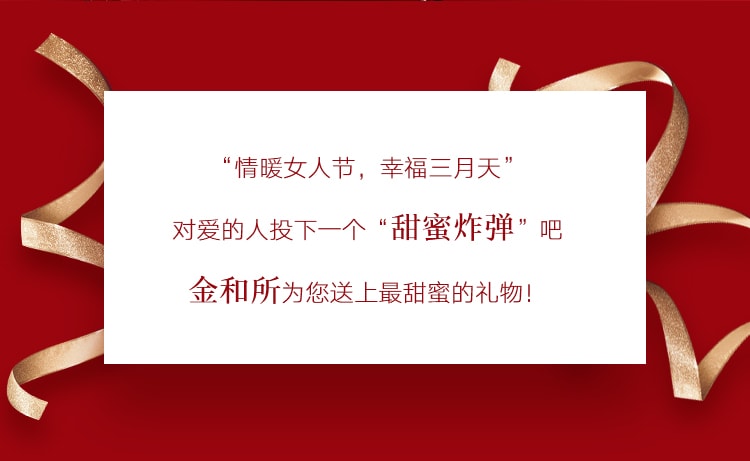 “情暖女人节，幸福三月天”
对爱的人投下一个“甜蜜炸弹”吧
金和所为您送上最甜蜜的礼物！